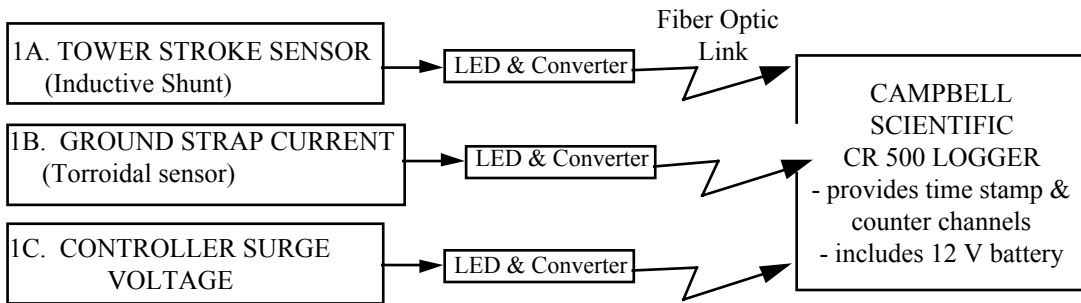 1A. TOWER STROKE SENSOR
(Inductive Shunt)
LED & Converter
Fiber Optic
Link
1B. GROUND STRAP CURRENT
(Torroidal sensor)
LED & Converter
1C. CONTROLLER SURGE
VOLTAGE
LED & Converter
CAMPBELL
SCIENTIFIC
CR 500 LOGGER
- provides time stamp &
counter channels
- includes 12 V battery